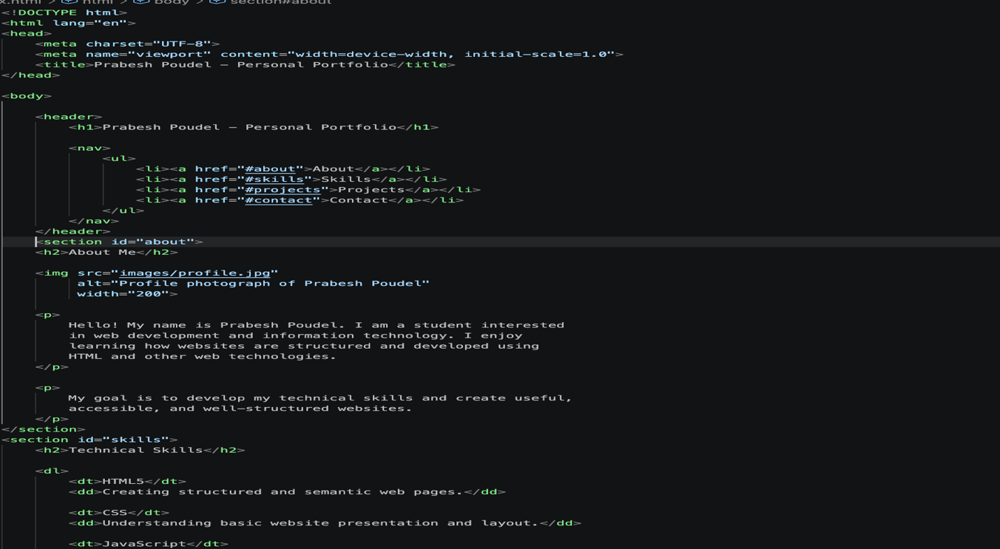 x.html > html > body > section#about
<!DOCTYPE html>
<html lang="en">
<head>
    <meta charset="UTF-8">
    <meta name="viewport" content="width=device-width, initial-scale=1.0">
    <title>Prabesh Poudel – Personal Portfolio</title>
</head>
<body>
    <header>
        <h1>Prabesh Poudel – Personal Portfolio</h1>
        <nav>
            <ul>
                <li><a href="#about">About</a></li>
                <li><a href="#skills">Skills</a></li>
                <li><a href="#projects">Projects</a></li>
                <li><a href="#contact">Contact</a></li>
            </ul>
        </nav>
    </header>
    <section id="about">
    <h2>About Me</h2>
    <img src="images/profile.jpg"
         alt="Profile photograph of Prabesh Poudel"
         width="200">
    <p>
        Hello! My name is Prabesh Poudel. I am a student interested
        in web development and information technology. I enjoy
        learning how websites are structured and developed using
        HTML and other web technologies.
    </p>
    <p>
        My goal is to develop my technical skills and create useful,
        accessible, and well-structured websites.
    </p>
</section>
<section id="skills">
    <h2>Technical Skills</h2>
    <dl>
        <dt>HTML5</dt>
        <dd>Creating structured and semantic web pages.</dd>
        <dt>CSS</dt>
        <dd>Understanding basic website presentation and layout.</dd>
        <dt>JavaScript</dt>